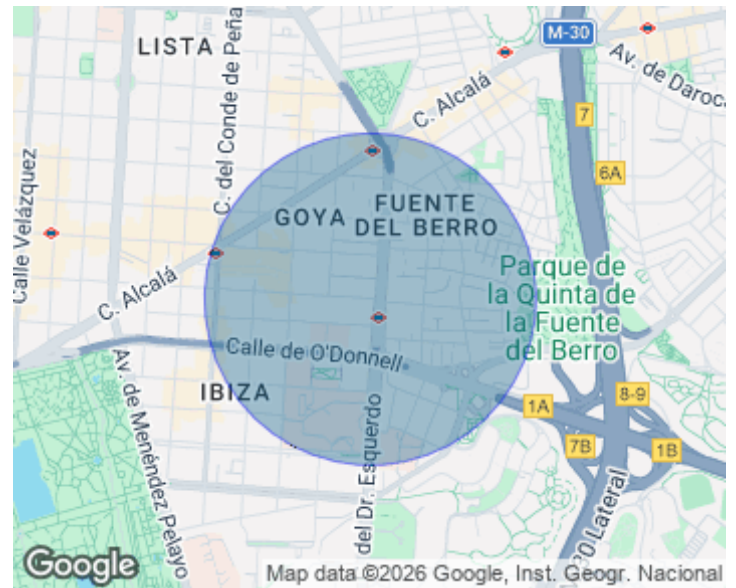 LISTA
M-30
Av. de Daroca
C. Alcalá
7
C. del Conde de Peña
6A
Calle Velázquez
GOYA
FUENTE
DEL BERRO
Parque de
la Quinta de
la Fuente
del Berro
C. Alcalá
Calle de O'Donnell
Av. de Menéndez Pelayo
IBIZA
8-9
1A
7B
1B
del Dr. Esquerdo
30 Lateral
Google
Map data ©2026 Google, Inst. Geogr. Nacional